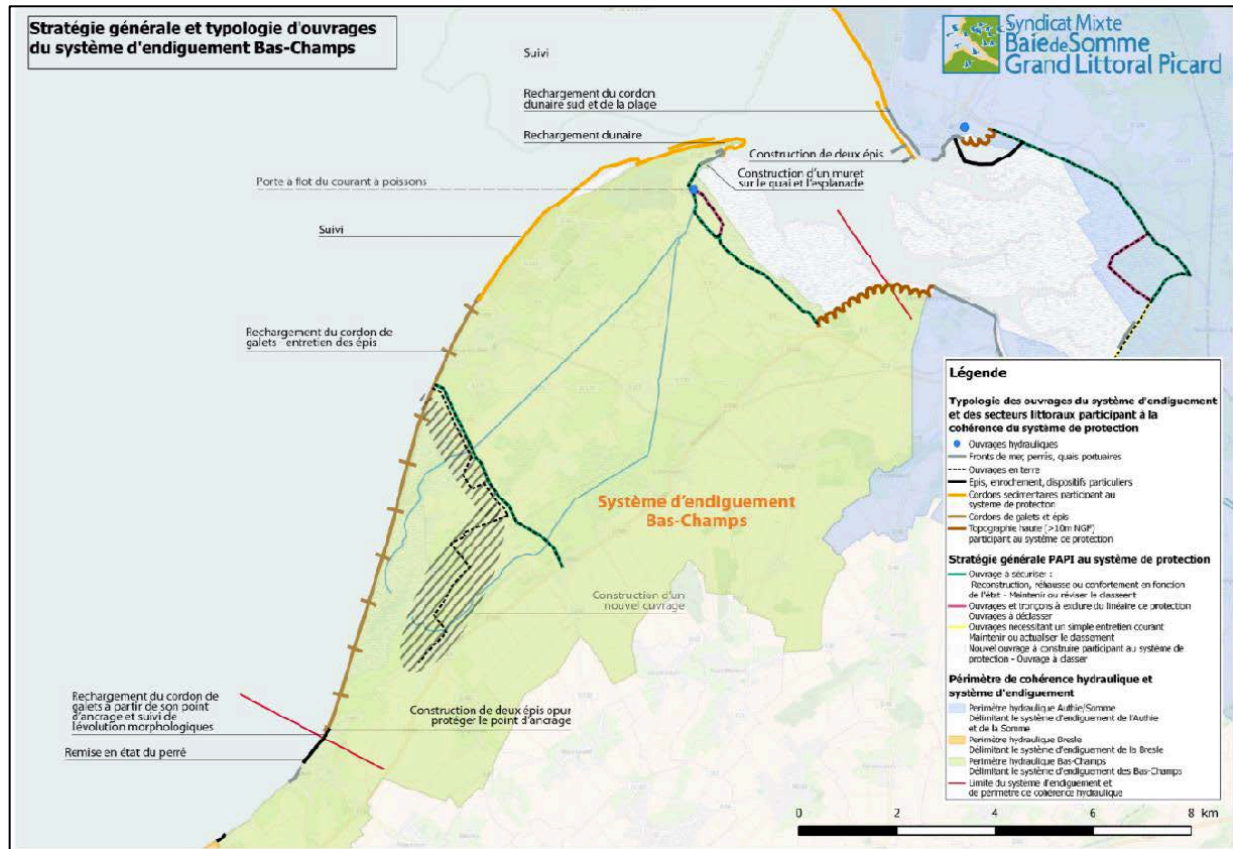 Stratégie générale et typologie d'ouvrages
du système d'endiguement Bas-Champs
Syndicat Mixte
Baie de Somme
Grand Littoral Picard
Suivi
Rechargement du cordon
dunaire sud et de la plage
Rechargement dunaire
Construction de deux épis
Construction d'un muret
sur le quai et l'esplanade
Porte à flot du courant à poissons
Suivi
Rechargement du cordon de
galets - entretien des épis
Système d'endiguement
Bas-Champs
Construction d'un
nouvel ouvrage
Rechargement du cordon de
galets à partir de son point
d'ancrage et suivi de
l'évolution morphologiques
Construction de deux épis opur
protéger le point d'ancrage
Remise en état du perré
Légende
Typologie des ouvrages du système d'endiguement
et des secteurs littoraux participant à la
cohérence du système de protection
Ouvrages hydrauliques
Fronts de mer, perrés, quais portuaires
Ouvrages en terre
Epis, enrochement, dispositifs particuliers
Cordons sédimentaires participant au
système de protection
Cordons de galets et épis
Topographie haute (>10m NGF)
participant au système de protection
Stratégie générale PAPI au système de protection
Ouvrage à sécuriser :
Reconstruction, réhausse ou confortement en fonction
de l'état - Maintenir ou réviser le classeent
Ouvrages et tronçons à exclure du linéaire de protection
Ouvrages à déclasser
Ouvrages nécessitant un simple entretien courant
Maintenir ou actualiser le classement
Nouvel ouvrage à construire participant au système de
protection - Ouvrage à classer
Périmètre de cohérence hydraulique et
système d'endiguement
Perimètre hydraulique Authie/Somme
Délimitant le système d'endiguement de l'Authie
et de la Somme
Perimètre hydraulique Bresle
Délimitant le système d'endiguement de la Bresle
Perimètre hydraulique Bas-Champs
Délimitant le système d'endiguement des Bas-Champs
Limite du système d'endiguement et
de périmètre de cohérence hydraulique
0 2 4 6 8 km